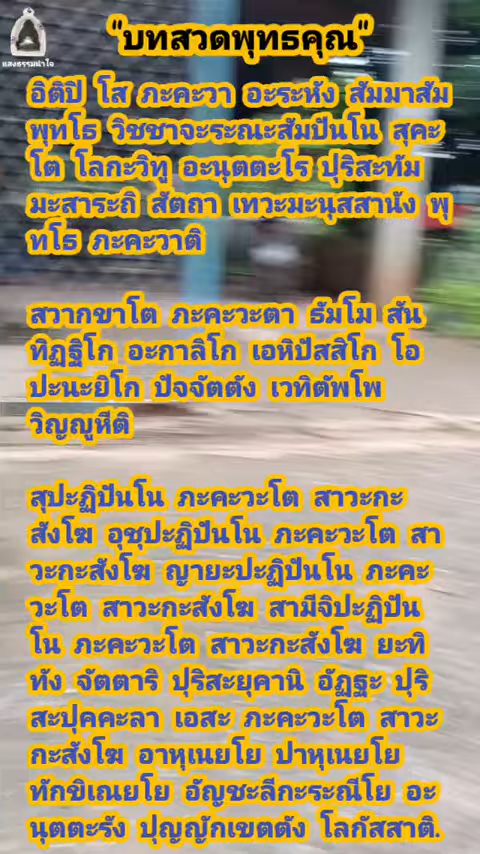 "บทสวดพุทธคุณ"
แสงธรรมนำใจ
อิติปิ โส ภะคะวา อะระหัง สัมมาสัม
พุทโธ วิชชาจะระณะสัมปันโน สุคะ
โต โลกะวิทู อะนุตตะโร ปุริสะทัม
มะสาระถิ สัตถา เทวะมะนุสสานัง พุ
ทโธ ภะคะวาติ
สวากขาโต ภะคะวะตา ธัมโม สัน
ทิฏฐิโก อะกาลิโก เอหิปัสสิโก โอ
ปะนะยิโก ปัจจัตตัง เวทิตัพโพ
วิญญูหีติ
สุปะฏิปันโน ภะคะวะโต สาวะกะ
สังโฆ อุชุปะฏิปันโน ภะคะวะโต สา
วะกะสังโฆ ญายะปะฏิปันโน ภะคะ
วะโต สาวะกะสังโฆ สามีจิปะฏิปัน
โน ภะคะวะโต สาวะกะสังโฆ ยะทิ
ทัง จัตตาริ ปุริสะยุคานิ อัฏฐะ ปุริ
สะปุคคะลา เอสะ ภะคะวะโต สาวะ
กะสังโฆ อาหุเนยโย ปาหุเนยโย
ทักขิเณยโย อัญชะลีกะระณีโย อะ
นุตตะรัง ปุญญักเขตตัง โลกัสสาติ.